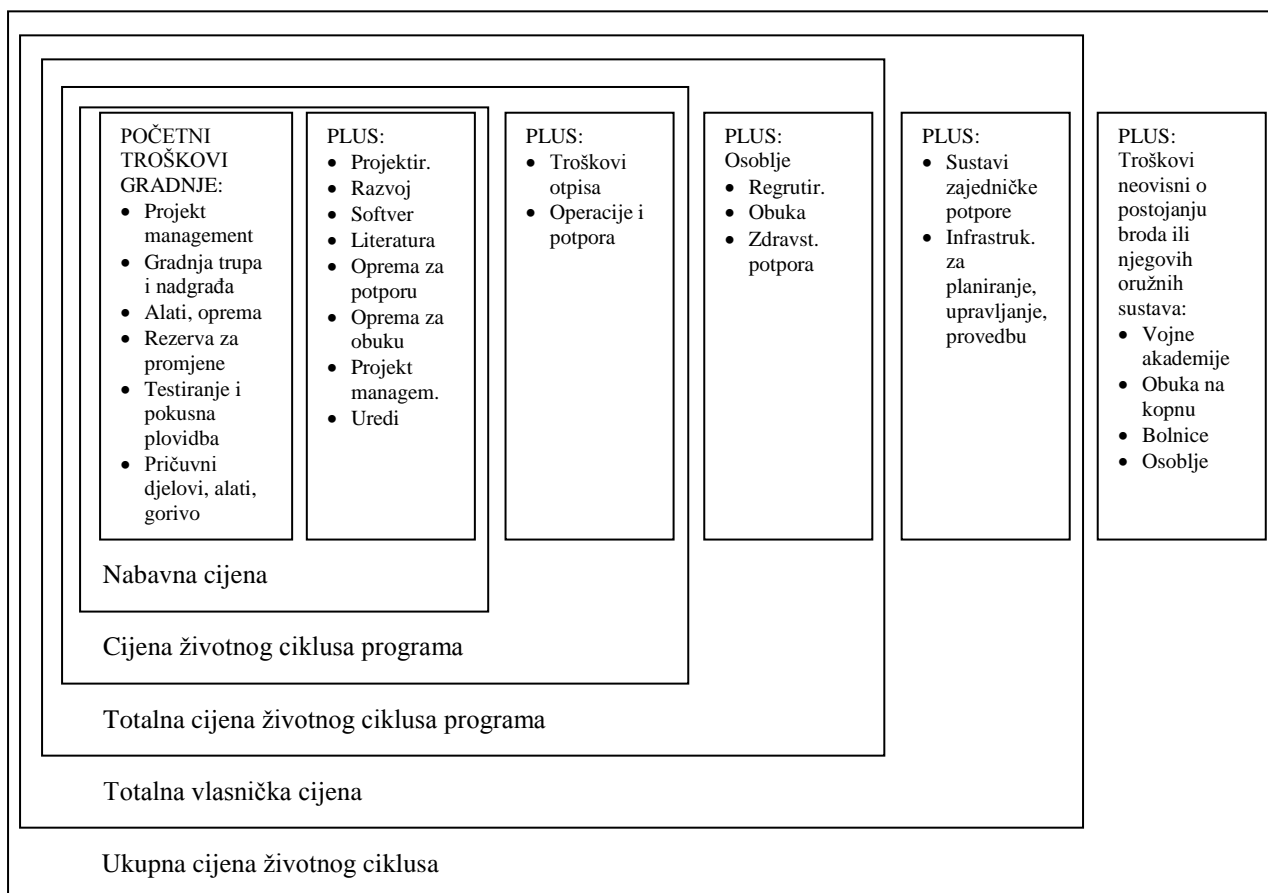 POČETNI
TROŠKOVI
GRADNJE:
• Projekt
management
• Gradnja trupa
i nadgrađa
• Alati, oprema
• Rezerva za
promjene
• Testiranje i
pokusna
plovidba
• Pričuvni
djelovi, alati,
gorivo
PLUS:
• Projektir.
• Razvoj
• Softver
• Literatura
• Oprema za
potporu
• Oprema za
obuku
• Projekt
managem.
• Uredi
PLUS:
• Troškovi
otpisa
• Operacije i
potpora
PLUS:
Osoblje
• Regrutir.
• Obuka
• Zdravst.
potpora
PLUS:
• Sustavi
zajedničke
potpore
• Infrastruk.
za
planiranje,
upravljanje,
provedbu
PLUS:
Troškovi
neovisni o
postojanju
broda ili
njegovih
oružnih
sustava:
• Vojne
akademije
• Obuka na
kopnu
• Bolnice
• Osoblje
Nabavna cijena
Cijena životnog ciklusa programa
Totalna cijena životnog ciklusa programa
Totalna vlasnička cijena
Ukupna cijena životnog ciklusa